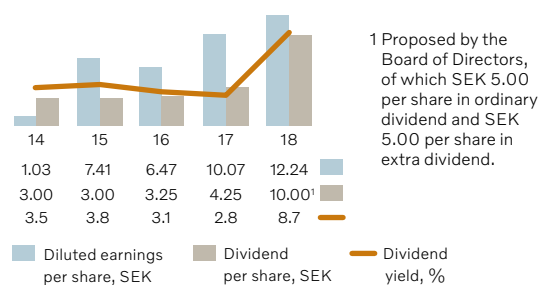 1 Proposed by the
Board of Directors,
of which SEK 5.00
per share in ordinary
dividend and SEK
5.00 per share in
extra dividend.
14 15 16 17 18
1.03 7.41 6.47 10.07 12.24
3.00 3.00 3.25 4.25 10.00¹
3.5 3.8 3.1 2.8 8.7
Diluted earnings
per share, SEK
Dividend
per share, SEK
Dividend
yield, %